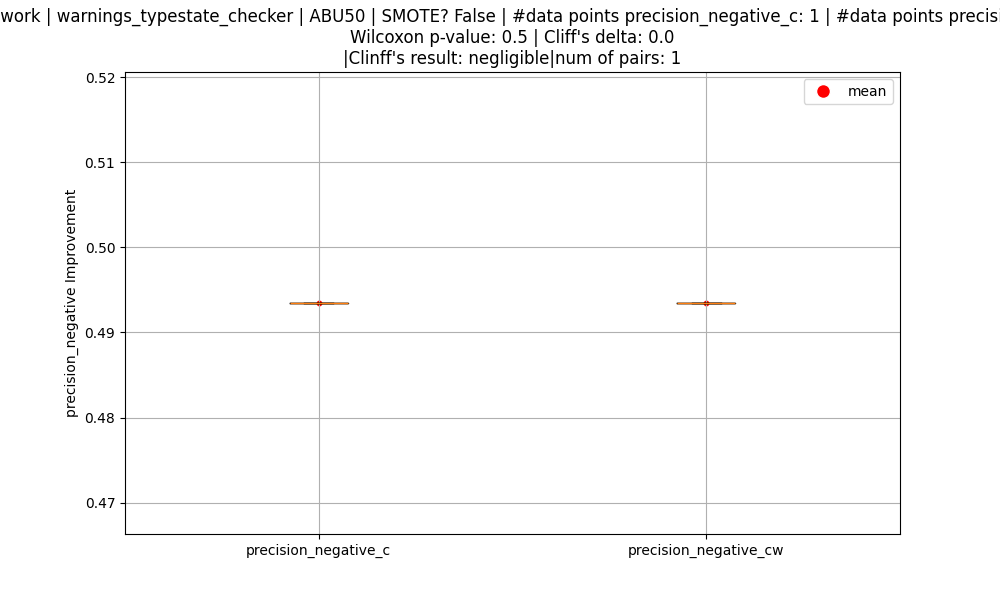 work | warnings_typestate_checker | ABU50 | SMOTE? False | #data points precision_negative_c: 1 | #data points
Wilcoxon p-value: 0.5 | Cliff's delta: 0.0
|Clinff's result: negligible|num of pairs: 1
mean
0.52
0.51
0.50
0.49
0.48
0.47
precision_negative Improvement
precision_negative_c
precision_negative_cw